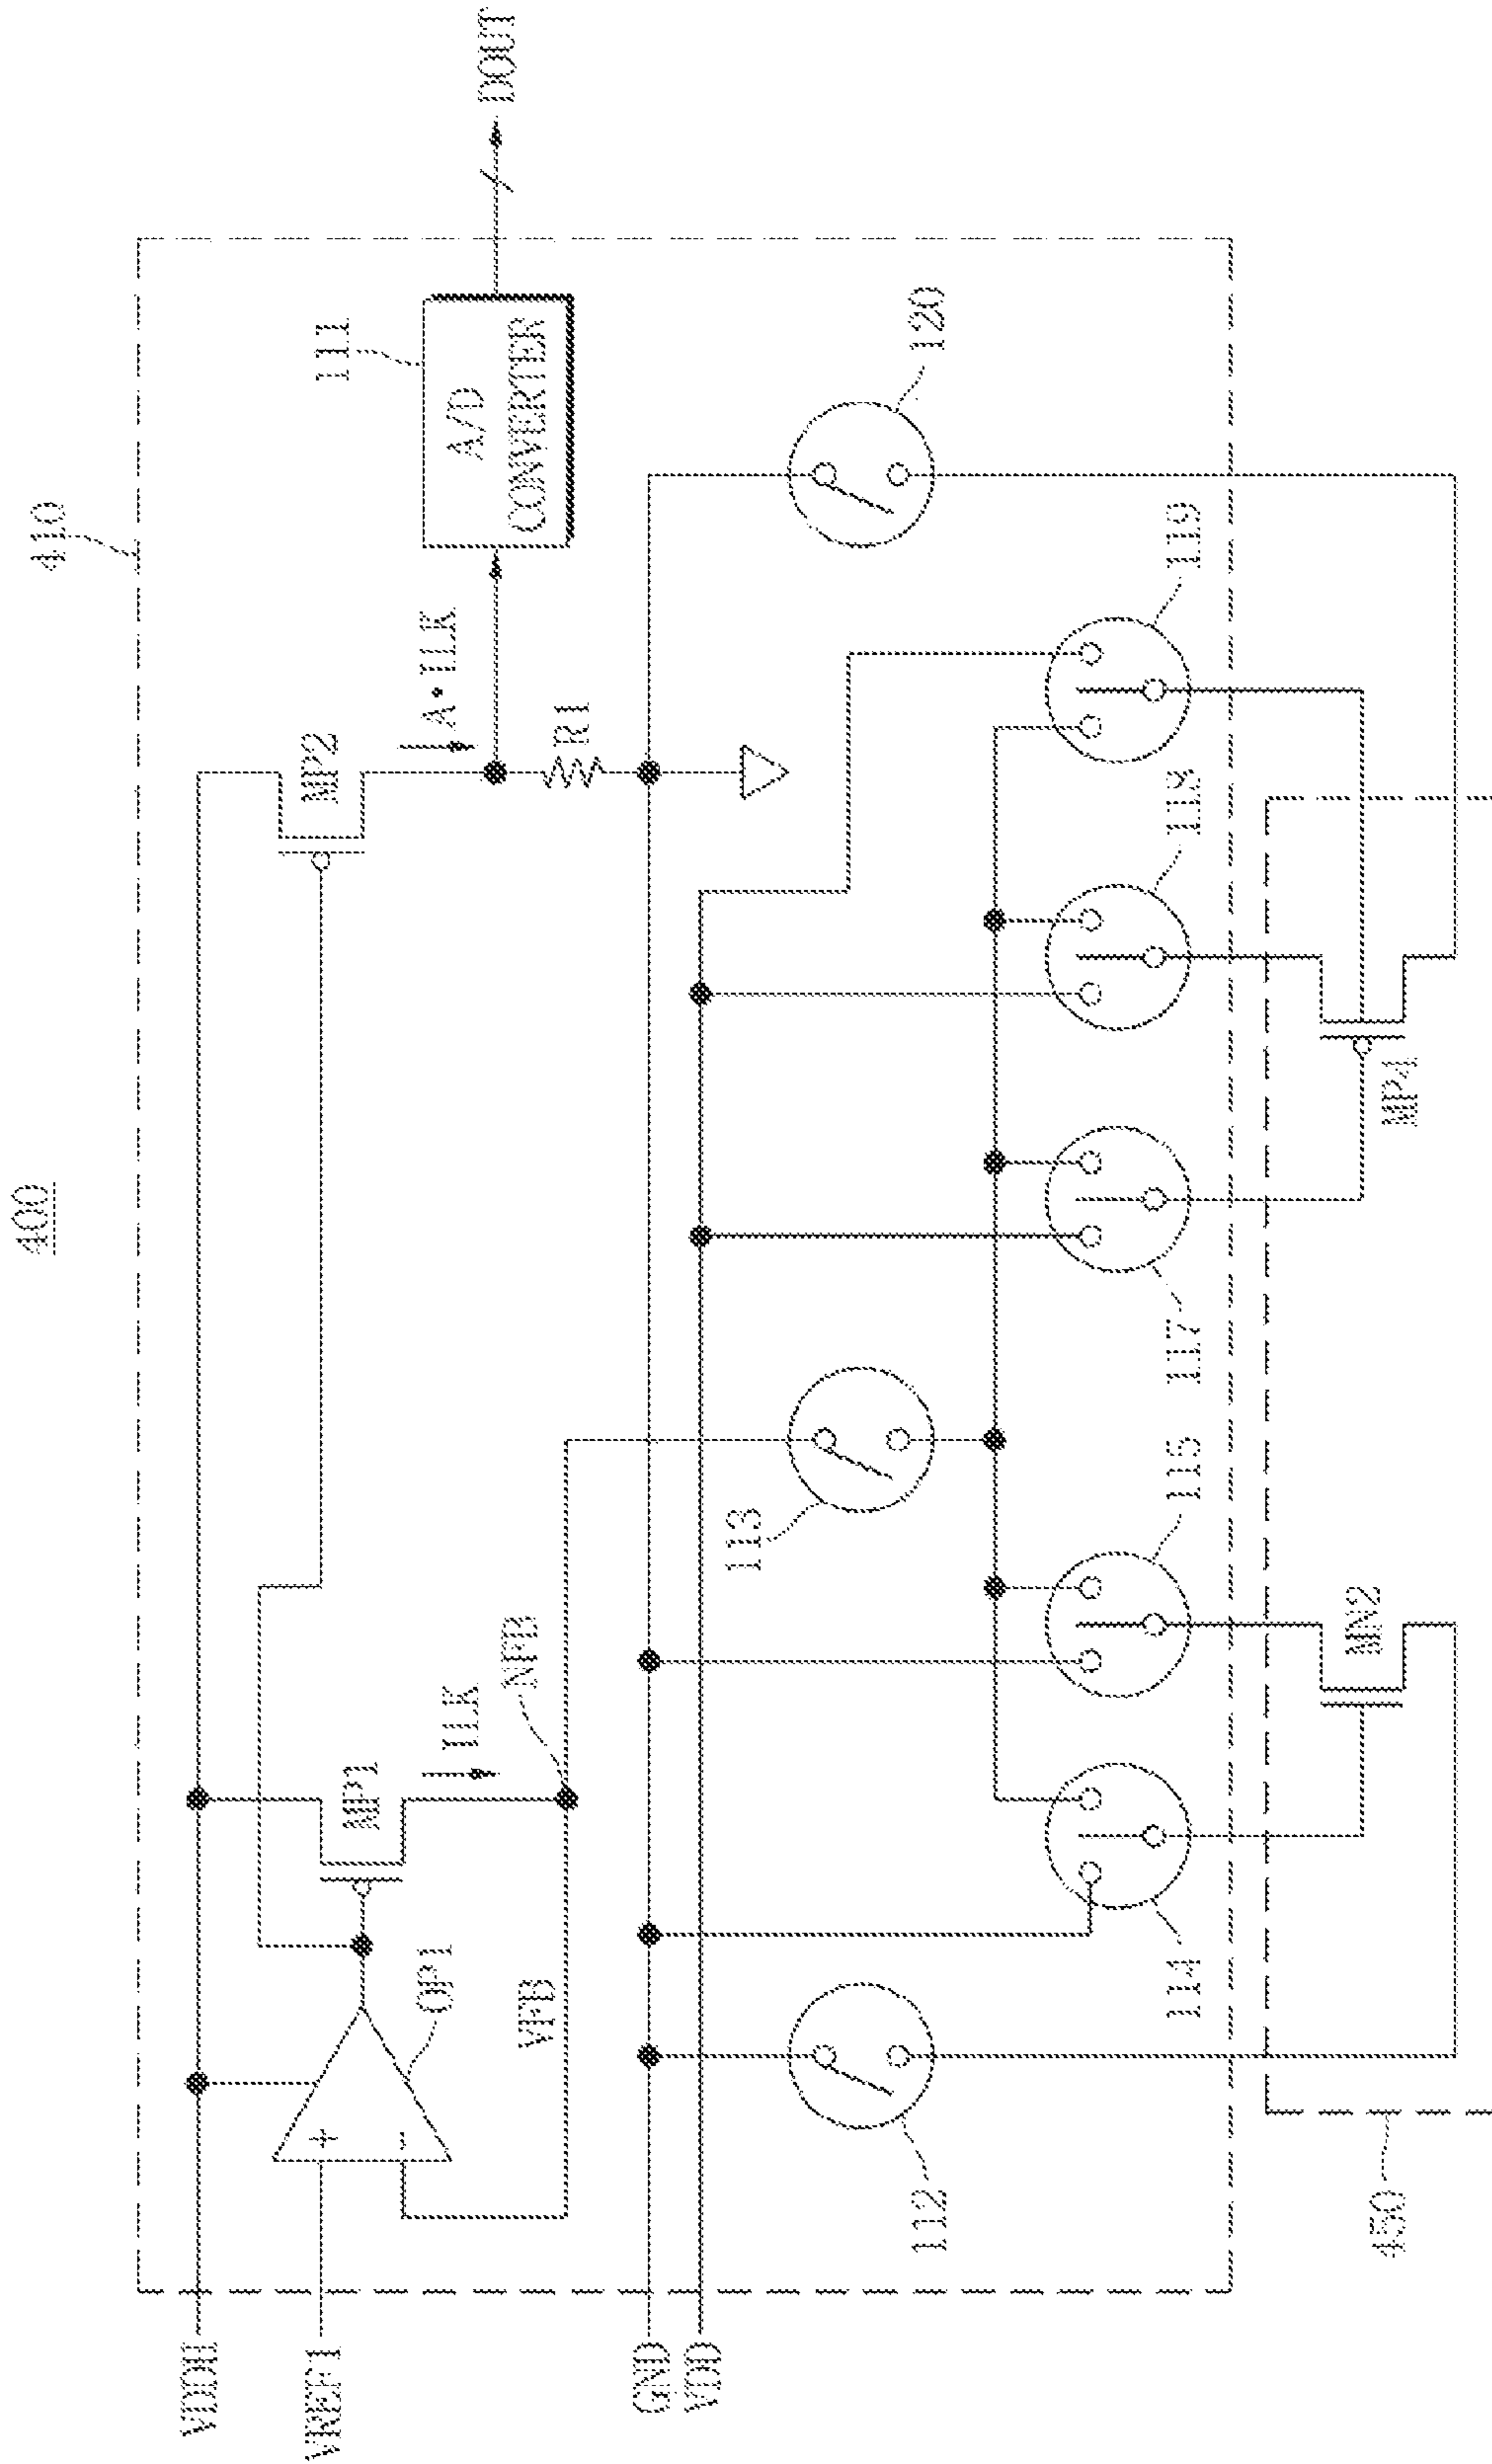 400
410
VDDH
VREF1
GND
VDD
+
-
OP1
MP1
ILK
VFB
NFB
MP2
A•ILK
R1
A/D
CONVERTER
111
DOUT
112
113
114
115
117
118
119
120
MN2
MP4
450